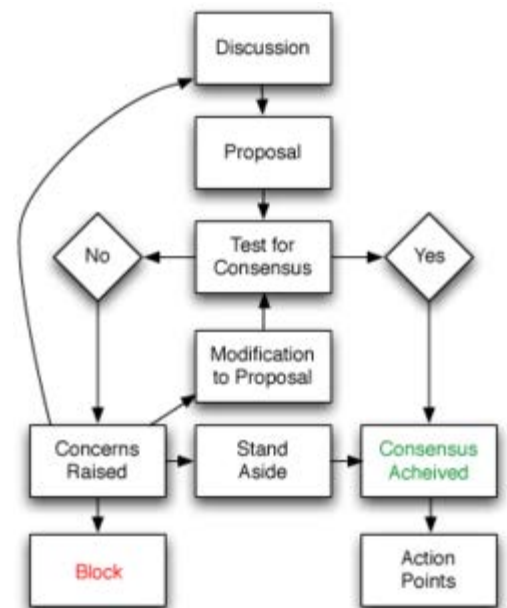 Discussion
Proposal
No
Test for
Consensus
Yes
Modification
to Proposal
Concerns
Raised
Stand
Aside
Consensus
Acheived
Block
Action
Points